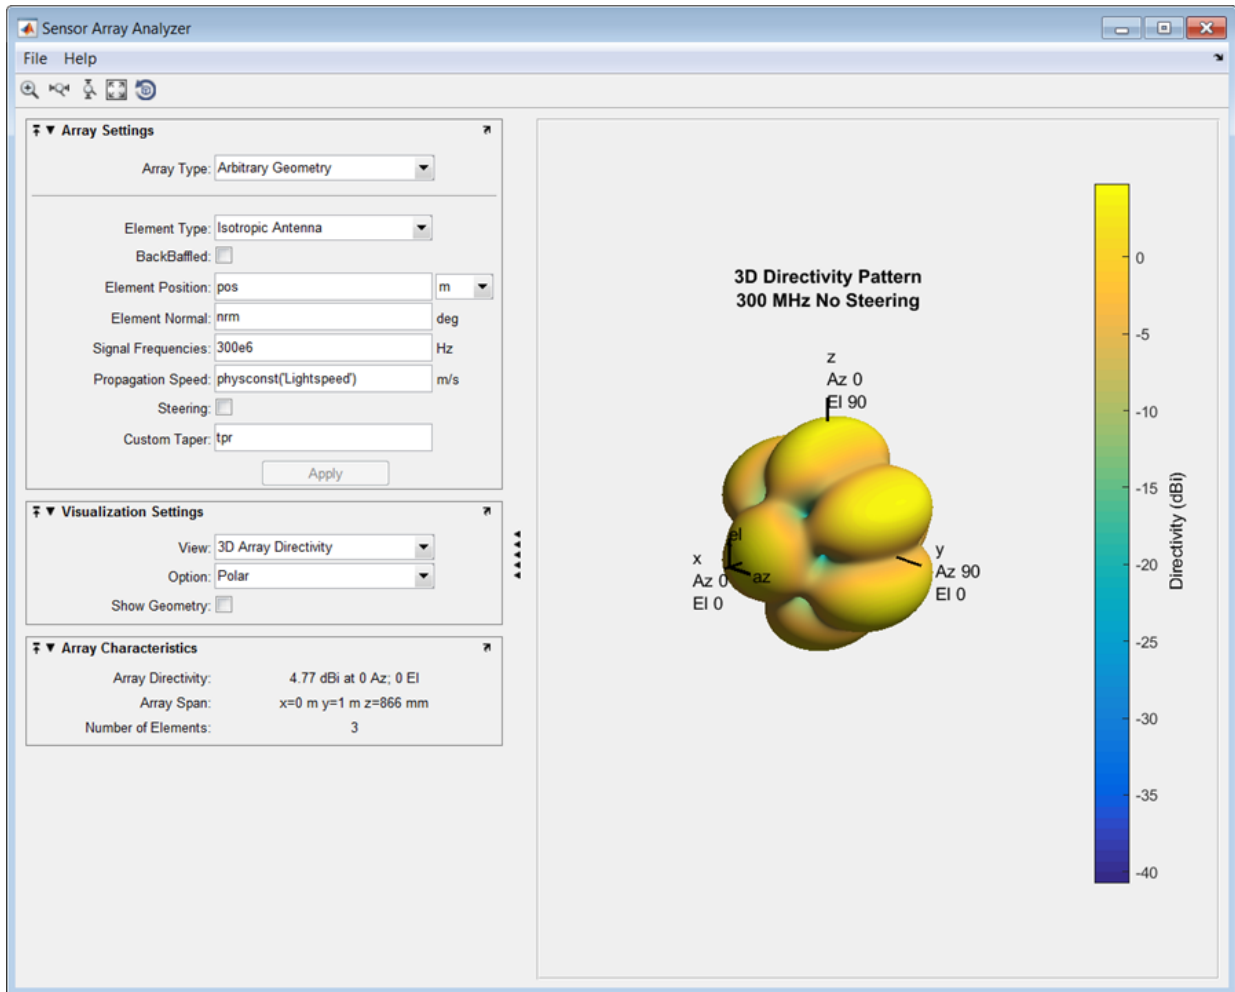 Sensor Array Analyzer
File Help
Array Settings
Array Type: Arbitrary Geometry
Element Type: Isotropic Antenna
BackBaffled:
Element Position: pos m
Element Normal: nrm deg
Signal Frequencies: 300e6 Hz
Propagation Speed: physconst('Lightspeed') m/s
Steering:
Custom Taper: tpr
Apply
Visualization Settings
View: 3D Array Directivity
Option: Polar
Show Geometry:
Array Characteristics
Array Directivity: 4.77 dBi at 0 Az; 0 El
Array Span: x=0 m y=1 m z=866 mm
Number of Elements: 3
3D Directivity Pattern
300 MHz No Steering
z
Az 0
El 90
el
az
x
Az 0
El 0
y
Az 90
El 0
0
-5
-10
-15
-20
-25
-30
-35
-40
Directivity (dBi)